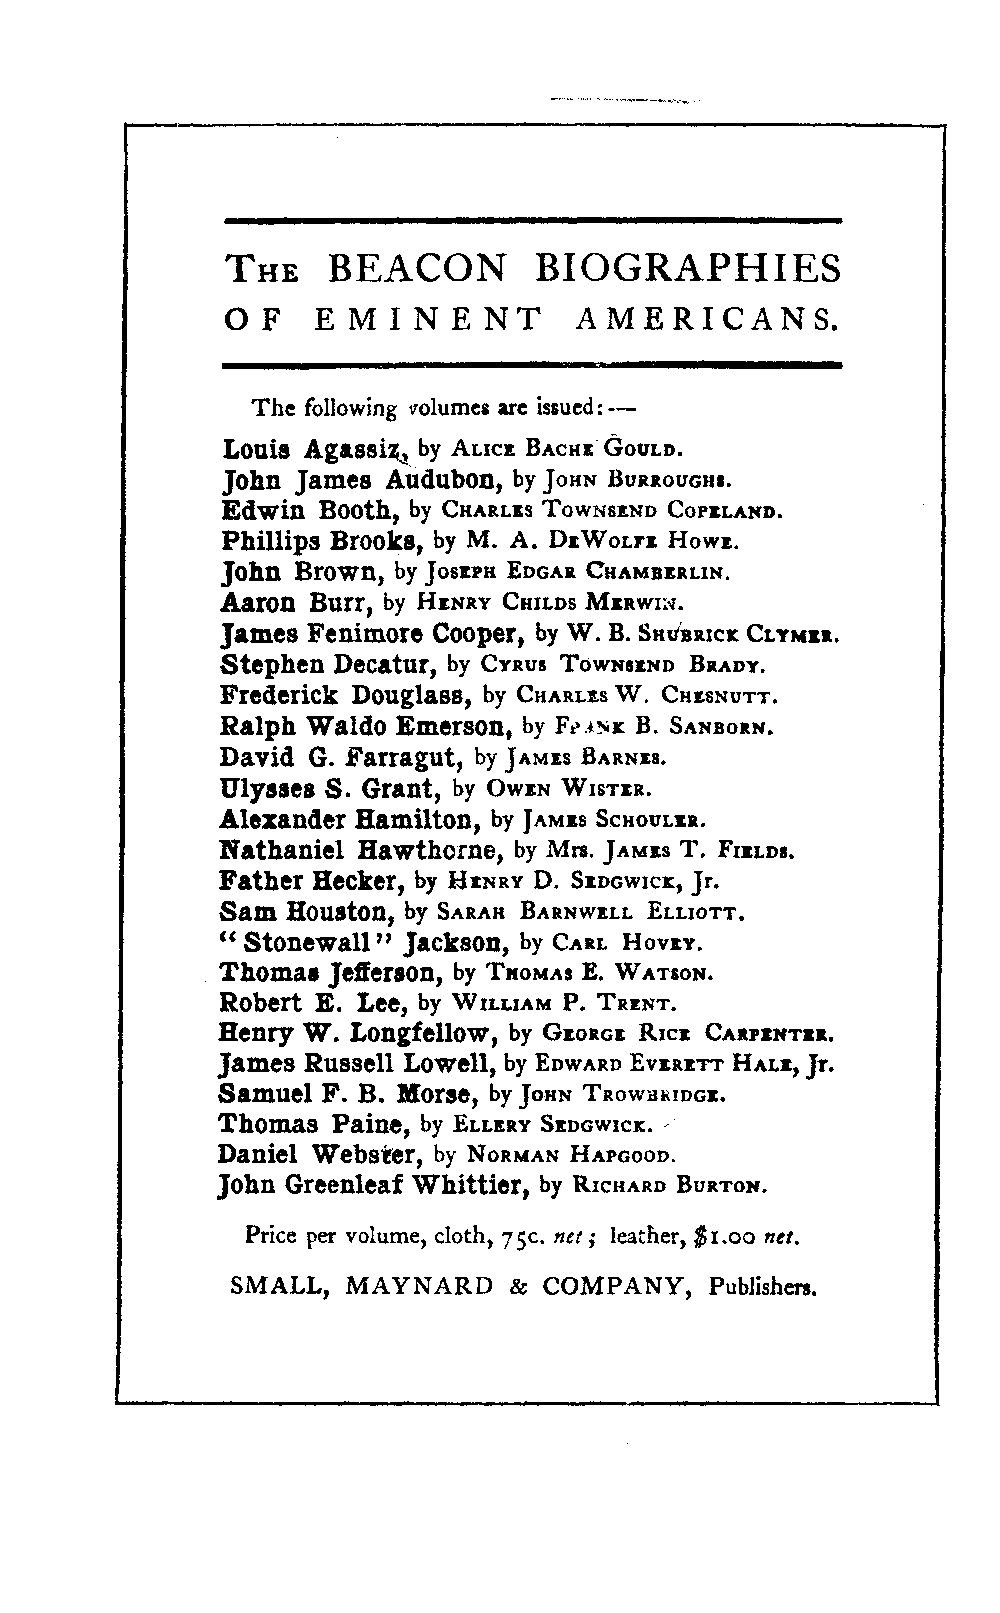 THE BEACON BIOGRAPHIES
OF EMINENT AMERICANS.
The following volumes are issued:—
Louis Agassiz, by ALICE BACHE GOULD.
John James Audubon, by JOHN BURROUGHS.
Edwin Booth, by CHARLES TOWNSEND COPELAND.
Phillips Brooks, by M. A. DEWOLFE HOWE.
John Brown, by JOSEPH EDGAR CHAMBERLIN.
Aaron Burr, by HENRY CHILDS MERWIN.
James Fenimore Cooper, by W. B. SHUBRICK CLYMER.
Stephen Decatur, by CYRUS TOWNSEND BRADY.
Frederick Douglass, by CHARLES W. CHESNUTT.
Ralph Waldo Emerson, by FRANK B. SANBORN.
David G. Farragut, by JAMES BARNES.
Ulysses S. Grant, by OWEN WISTER.
Alexander Hamilton, by JAMES SCHOULER.
Nathaniel Hawthorne, by Mrs. JAMES T. FIELDS.
Father Hecker, by HENRY D. SEDGWICK, Jr.
Sam Houston, by SARAH BARNWELL ELLIOTT.
"Stonewall" Jackson, by CARL HOVEY.
Thomas Jefferson, by THOMAS E. WATSON.
Robert E. Lee, by WILLIAM P. TRENT.
Henry W. Longfellow, by GEORGE RICE CARPENTER.
James Russell Lowell, by EDWARD EVERETT HALE, Jr.
Samuel F. B. Morse, by JOHN TROWBRIDGE.
Thomas Paine, by ELLERY SEDGWICK.
Daniel Webster, by NORMAN HAPGOOD.
John Greenleaf Whittier, by RICHARD BURTON.
Price per volume, cloth, 75c. net; leather, $1.00 net.
SMALL, MAYNARD & COMPANY, Publishers.